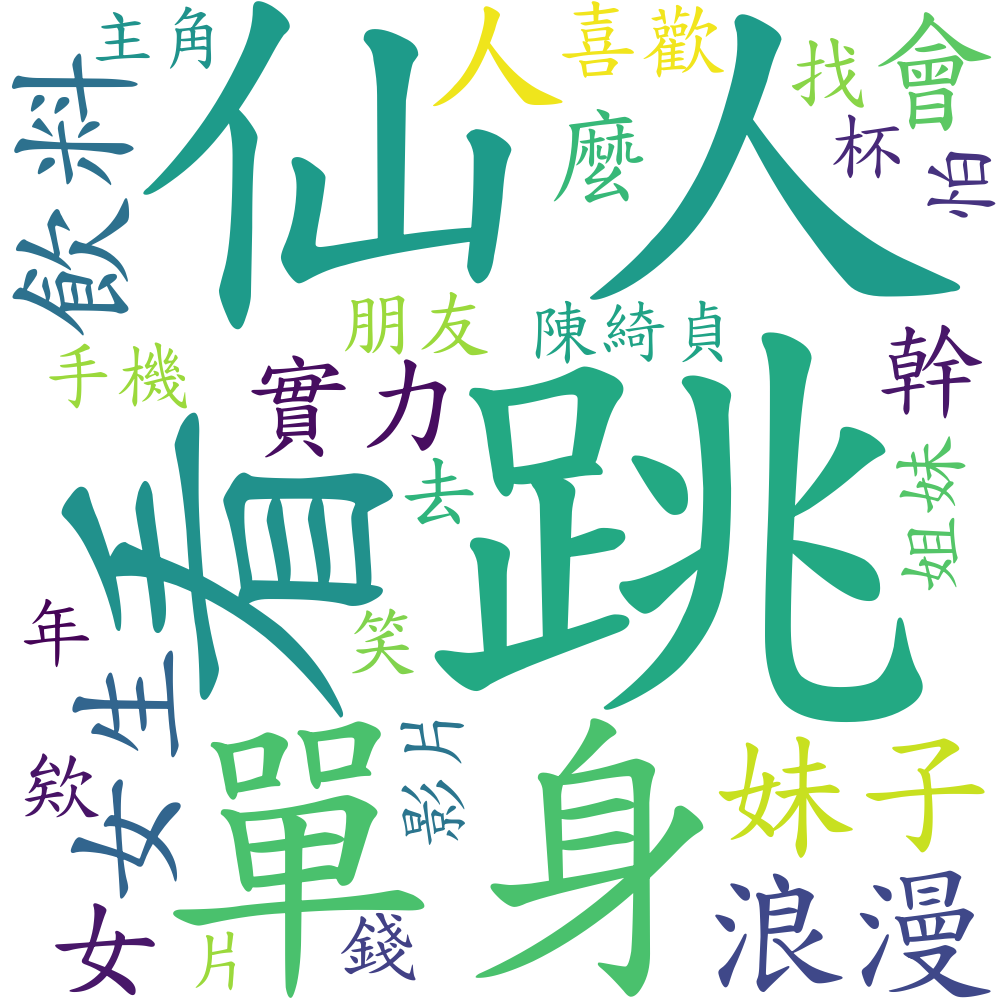 主角
仙人
人
喜歡
找
會
飲料
麼
杯
怕
朋友
陳綺貞
手機
實力
幹
看
跳
去
姐妹
年
笑
女生
欸
單身
影片
妹子
浪漫
女
片
錢